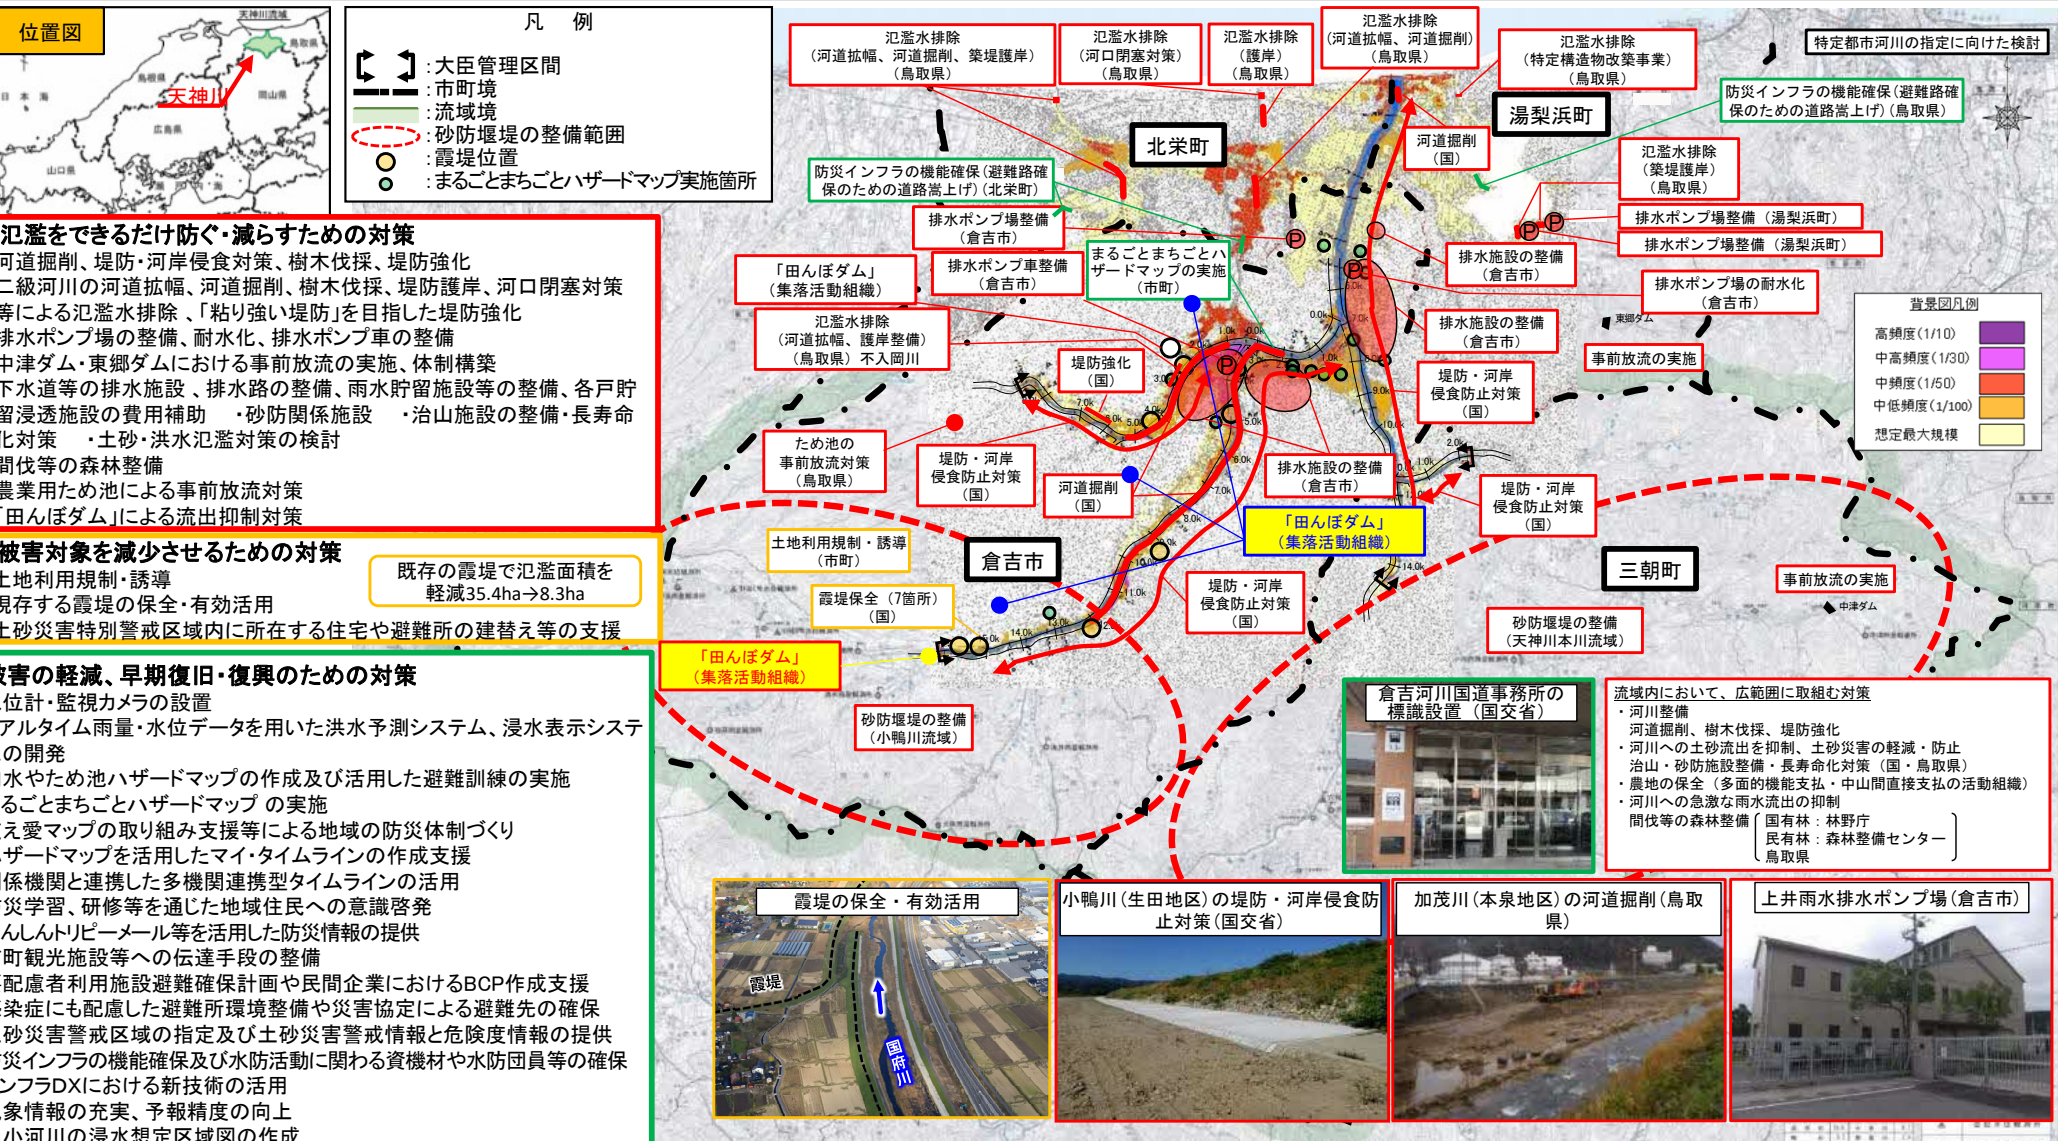 位置図
天神川流域
鳥取県
島根県
岡山県
日本海
天神川
広島県
山口県
凡 例
：大臣管理区間
：市町境
：流域境
：砂防堰堤の整備範囲
：霞堤位置
：まるごとまちごとハザードマップ実施箇所
氾濫をできるだけ防ぐ・減らすための対策
河道掘削、堤防・河岸侵食対策、樹木伐採、堤防強化
二級河川の河道拡幅、河道掘削、樹木伐採、堤防護岸、河口閉塞対策
等による氾濫水排除 、「粘り強い堤防」を目指した堤防強化
排水ポンプ場の整備、耐水化、排水ポンプ車の整備
中津ダム・東郷ダムにおける事前放流の実施、体制構築
下水道等の排水施設 、排水路の整備、雨水貯留施設等の整備、各戸貯
留浸透施設の費用補助　・砂防関係施設　・治山施設の整備・長寿命
化対策　・土砂・洪水氾濫対策の検討
間伐等の森林整備
農業用ため池による事前放流対策
「田んぼダム」による流出抑制対策
被害対象を減少させるための対策
土地利用規制・誘導
現存する霞堤の保全・有効活用
土砂災害特別警戒区域内に所在する住宅や避難所の建替え等の支援
既存の霞堤で氾濫面積を
軽減35.4ha→8.3ha
被害の軽減、早期復旧・復興のための対策
位計・監視カメラの設置
アルタイム雨量・水位データを用いた洪水予測システム、浸水表示システ
の開発
水やため池ハザードマップの作成及び活用した避難訓練の実施
るごとまちごとハザードマップ の実施
え愛マップの取り組み支援等による地域の防災体制づくり
ザードマップを活用したマイ・タイムラインの作成支援
係機関と連携した多機関連携型タイムラインの活用
災学習、研修等を通じた地域住民への意識啓発
んしんトリピーメール等を活用した防災情報の提供
町観光施設等への伝達手段の整備
配慮者利用施設避難確保計画や民間企業におけるBCP作成支援
染症にも配慮した避難所環境整備や災害協定による避難先の確保
砂災害警戒区域の指定及び土砂災害警戒情報と危険度情報の提供
災インフラの機能確保及び水防活動に関わる資機材や水防団員等の確保
ンフラDXにおける新技術の活用
象情報の充実、予報精度の向上
小河川の浸水想定区域図の作成
氾濫水排除
（河道拡幅、河道掘削、築堤護岸）
（鳥取県）
氾濫水排除
（河口閉塞対策）
（鳥取県）
氾濫水排除
（護岸）
（鳥取県）
氾濫水排除
（河道拡幅、河道掘削）
（鳥取県）
氾濫水排除
（特定構造物改築事業）
（鳥取県）
特定都市河川の指定に向けた検討
防災インフラの機能確保（避難路確
保のための道路嵩上げ）（鳥取県）
湯梨浜町
北栄町
河道掘削
（国）
氾濫水排除
（築堤護岸）
（鳥取県）
防災インフラの機能確保（避難路確
保のための道路嵩上げ）（北栄町）
排水ポンプ場整備
（倉吉市）
排水ポンプ場整備（湯梨浜町）
排水ポンプ場整備（湯梨浜町）
まるごとまちごとハ
ザードマップの実施
（市町）
排水施設の整備
（倉吉市）
「田んぼダム」
（集落活動組織）
排水ポンプ車整備
（倉吉市）
排水ポンプ場の耐水化
（倉吉市）
氾濫水排除
（河道拡幅、護岸整備）
（鳥取県）不入岡川
排水施設の整備
（倉吉市）
東郷ダム
事前放流の実施
背景図凡例
高頻度（1/10）
中高頻度（1/30）
中頻度（1/50）
中低頻度（1/100）
想定最大規模
堤防強化
（国）
堤防・河岸
侵食防止対策
（国）
ため池の
事前放流対策
（鳥取県）
堤防・河岸
侵食防止対策
（国）
河道掘削
（国）
排水施設の整備
（倉吉市）
堤防・河岸
侵食防止対策
（国）
「田んぼダム」
（集落活動組織）
土地利用規制・誘導
（市町）
倉吉市
三朝町
事前放流の実施
中津ダム
霞堤保全（7箇所）
（国）
堤防・河岸
侵食防止対策
（国）
砂防堰堤の整備
（天神川本川流域）
「田んぼダム」
（集落活動組織）
砂防堰堤の整備
（小鴨川流域）
倉吉河川国道事務所の
標識設置（国交省）
流域内において、広範囲に取組む対策
・河川整備
河道掘削、樹木伐採、堤防強化
・河川への土砂流出を抑制、土砂災害の軽減・防止
治山・砂防施設整備・長寿命化対策（国・鳥取県）
・農地の保全（多面的機能支払・中山間直接支払の活動組織）
・河川への急激な雨水流出の抑制
間伐等の森林整備 国有林：林野庁
民有林：森林整備センター
鳥取県
霞堤の保全・有効活用
霞堤
国府川
小鴨川（生田地区）の堤防・河岸侵食防
止対策（国交省）
加茂川（本泉地区）の河道掘削（鳥取
県）
上井雨水排水ポンプ場（倉吉市）